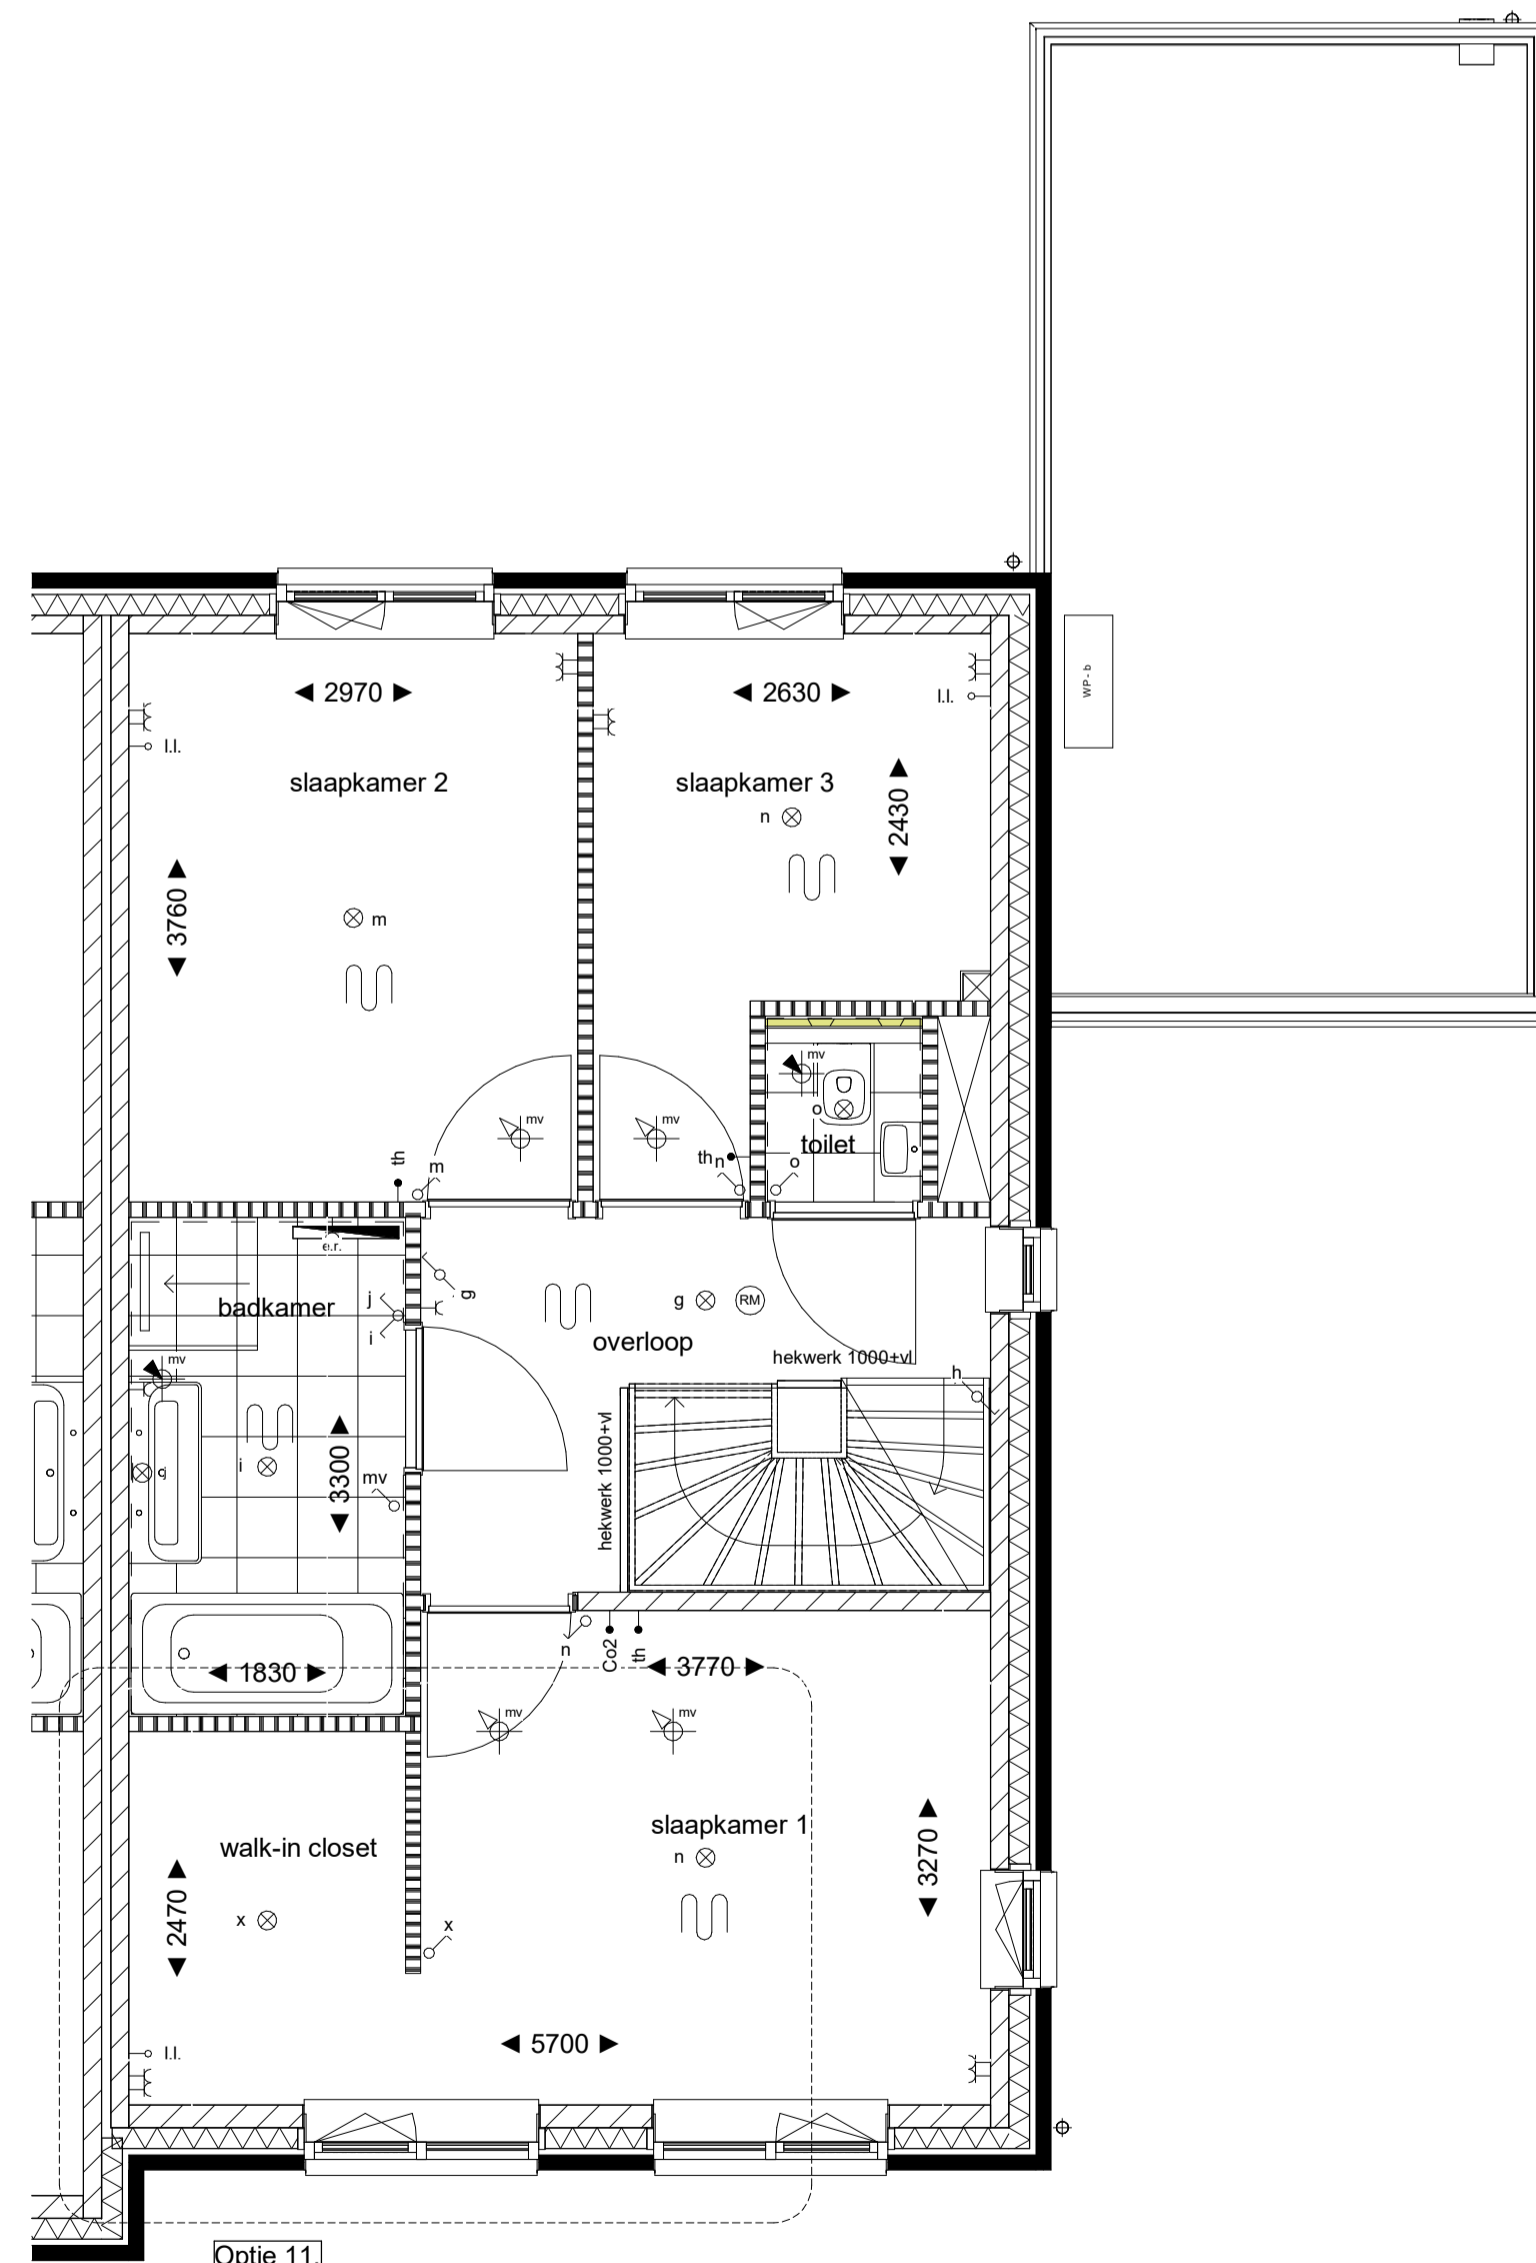 WP-b
2970
2630
l.l.
l.l.
slaapkamer 2
slaapkamer 3
n
2430
3760
m
mv
o
toilet
mv
mv
th
m
th
n
o
e.r.
badkamer
j
i
g
g
RM
overloop
hekwerk 1000+vl
h
mv
hekwerk 1000+vl
i
3300
mv
n
Co2
th
3770
1830
mv
mv
slaapkamer 1
n
walk-in closet
3270
2470
x
x
5700
l.l.
Optie 11.